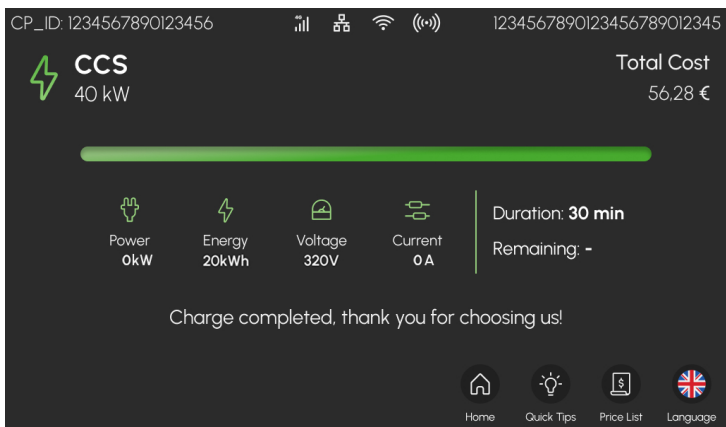 CP_ID: 1234567890123456
1234567890123456789012345
CCS
40 kW
Total Cost
56,28 €
Power
0kW
Energy
20kWh
Voltage
320V
Current
0 A
Duration: 30 min
Remaining: -
Charge completed, thank you for choosing us!
Home
Quick Tips
Price List
Language